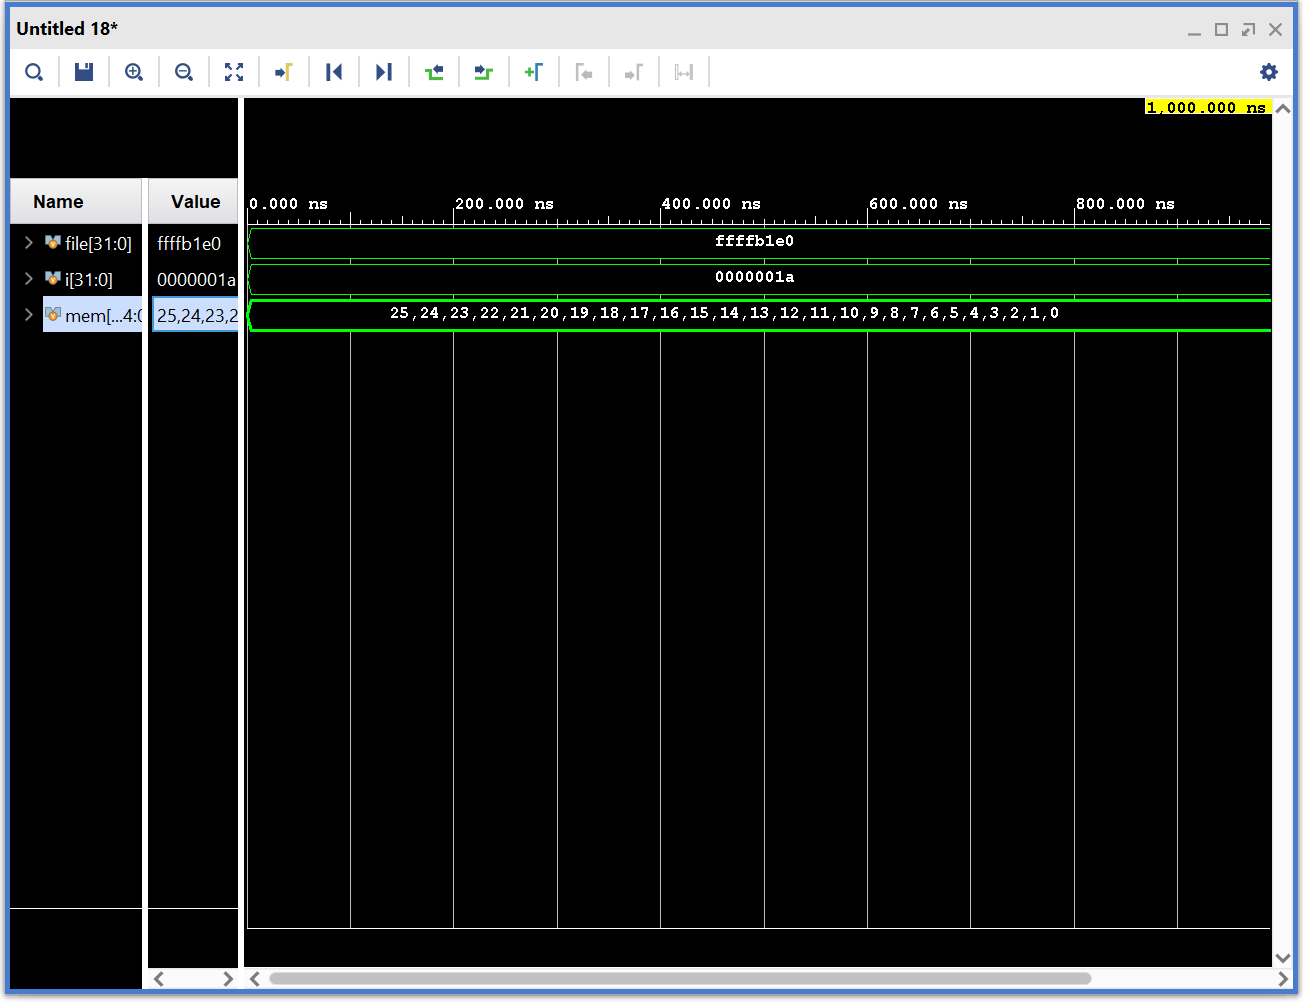 Untitled 18*
1,000.000 ns
Name Value
0.000 ns 200.000 ns 400.000 ns 600.000 ns 800.000 ns
file[31:0] ffffb1e0 ffffb1e0
i[31:0] 0000001a 0000001a
mem[...4:0 25,24,23,2 25,24,23,22,21,20,19,18,17,16,15,14,13,12,11,10,9,8,7,6,5,4,3,2,1,0